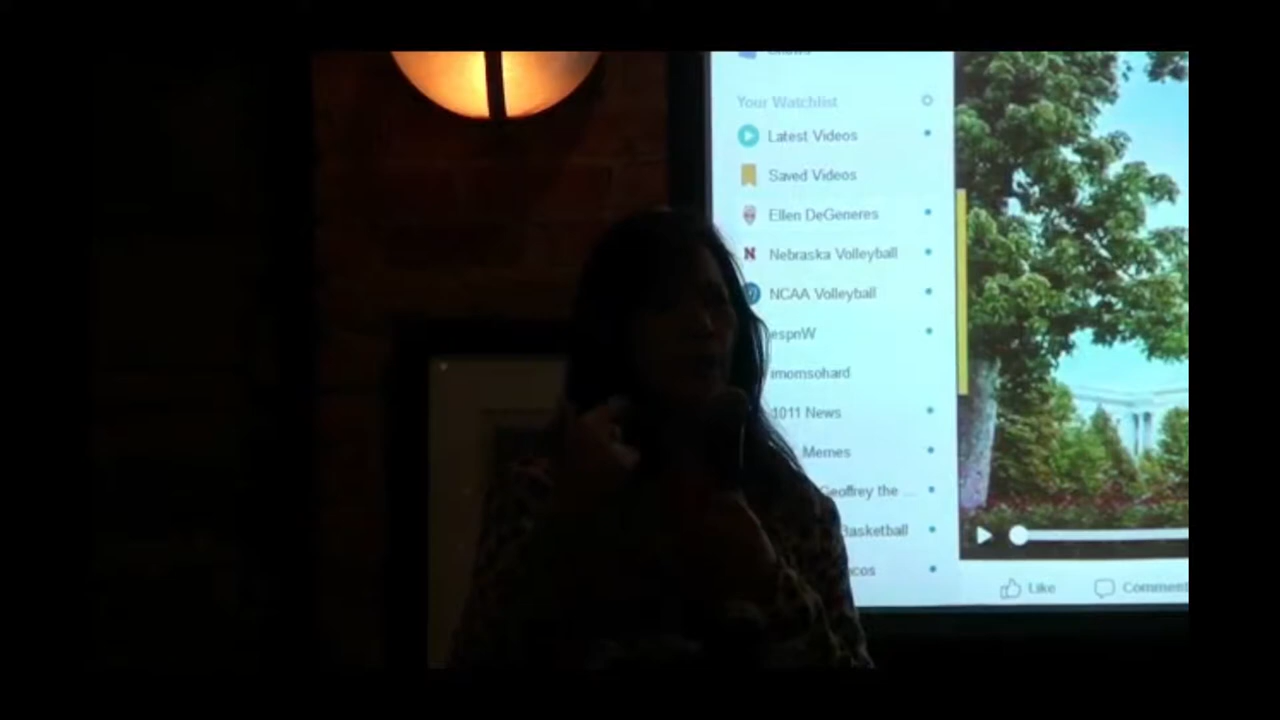 Your Watchlist
Latest Videos
Saved Videos
Ellen DeGeneres
N Nebraska Volleyball
NCAA Volleyball
espnW
imomsohard
1011 News
Memes
Geoffrey the ...
Basketball
Like Comment